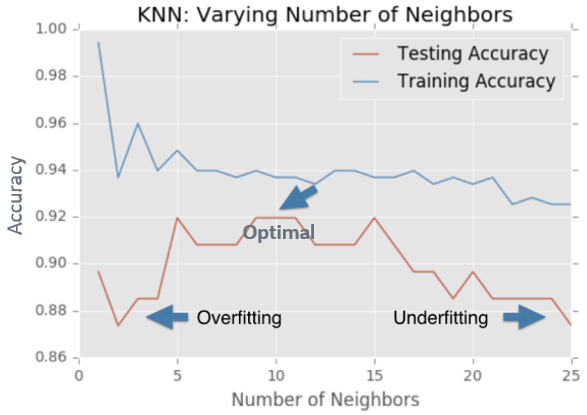 KNN: Varying Number of Neighbors
1.00
0.98
0.96
0.94
0.92
0.90
0.88
0.86
Accuracy
Testing Accuracy
Training Accuracy
Optimal
Overfitting
Underfitting
0 5 10 15 20 25
Number of Neighbors